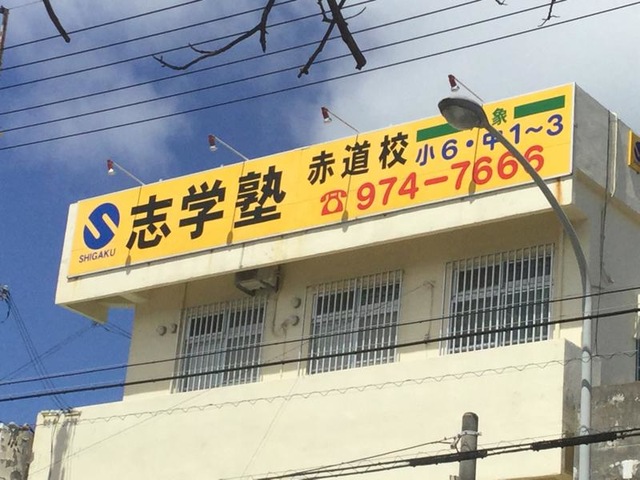 志学塾
SHIGAKU
赤道校
象
小6・中1～3
☎974-7666